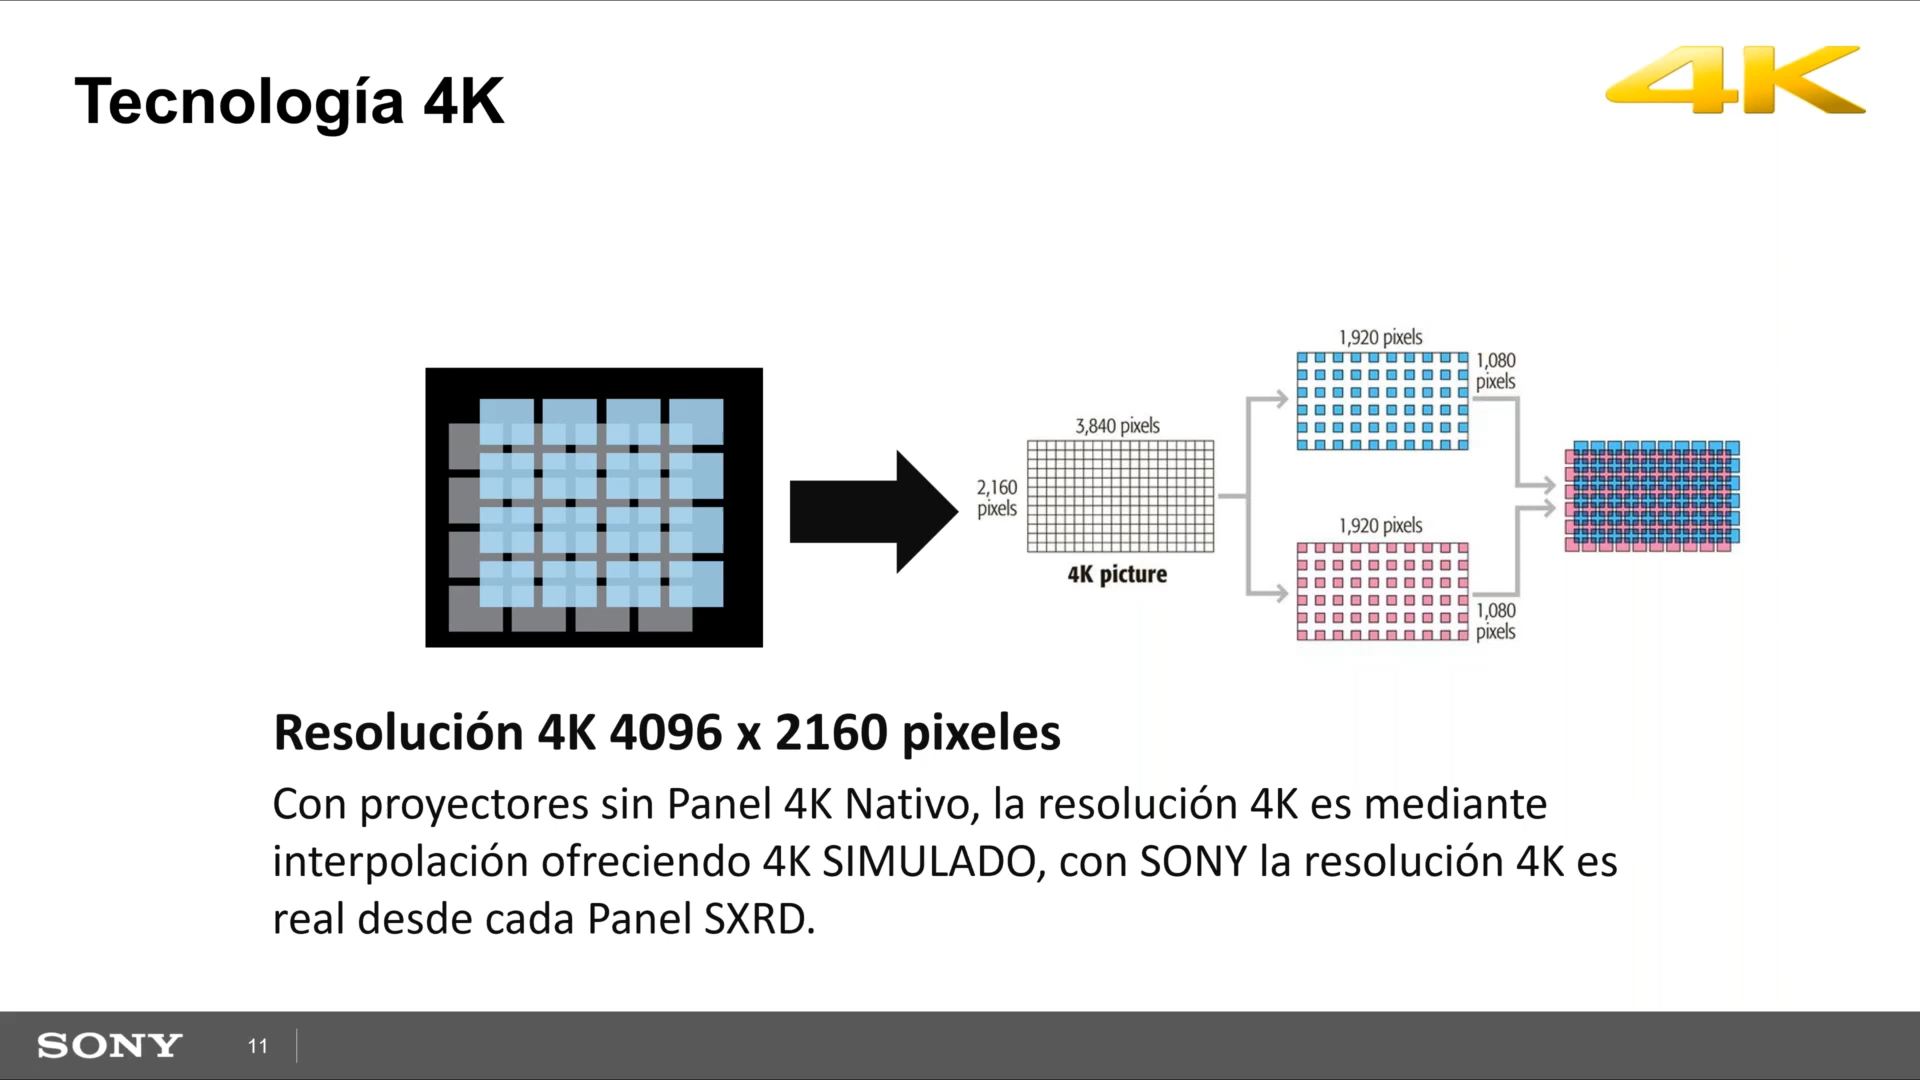 Tecnología 4K
4K
1,920 pixels
1,080
pixels
3,840 pixels
2,160
pixels
4K picture
1,920 pixels
1,080
pixels
Resolución 4K 4096 x 2160 pixeles
Con proyectores sin Panel 4K Nativo, la resolución 4K es mediante
interpolación ofreciendo 4K SIMULADO, con SONY la resolución 4K es
real desde cada Panel SXRD.
SONY
11